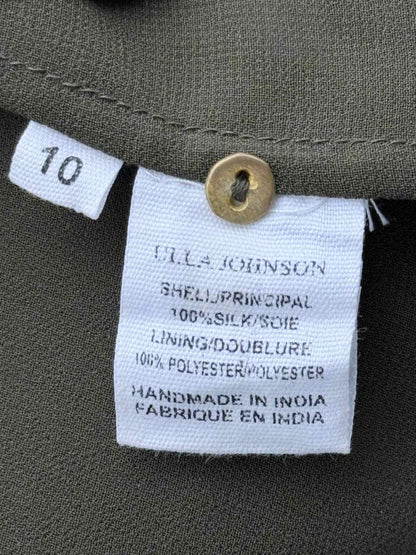 10
ULLA JOHNSON
SHELL/PRINCIPAL
100%SILK/SOIE
LINING/DOUBLURE
100% POLYESTER/POLYESTER
HANDMADE IN INDIA
FABRIQUE EN INDIA